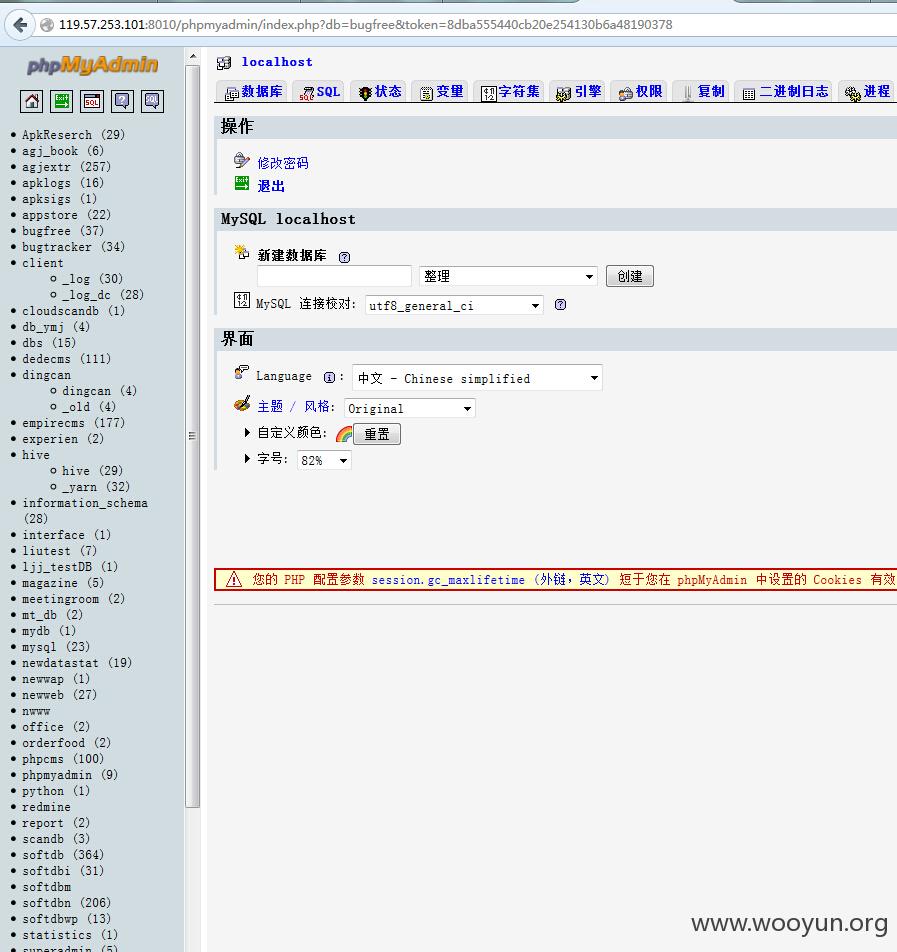 119.57.253.101:8010/phpmyadmin/index.php?db=bugfree&token=8dba555440cb20e254130b6a48190378
phpMyAdmin
SQL
ApkReserch (29)
agj_book (6)
agjextr (257)
apklogs (16)
apksigs (1)
appstore (22)
bugfree (37)
bugtracker (34)
client
_log (30)
_log_dc (28)
cloudscandb (1)
db_ymj (4)
dbs (15)
dedecms (111)
dingcan
dingcan (4)
_old (4)
empirecms (177)
experien (2)
hive
hive (29)
_yarn (32)
information_schema
(28)
interface (1)
liutest (7)
ljj_testDB (1)
magazine (5)
meetingroom (2)
mt_db (2)
mydb (1)
mysql (23)
newdatastat (19)
newwap (1)
newweb (27)
nwww
office (2)
orderfood (2)
phpcms (100)
phpmyadmin (9)
python (1)
redmine
report (2)
scandb (3)
softdb (364)
softdbi (31)
softdbm
softdbn (206)
softdbwp (13)
statistics (1)
superadmin (5)
localhost
数据库 SQL 状态 变量 字符集 引擎 权限 复制 二进制日志 进程
操作
修改密码
退出
MySQL localhost
新建数据库
整理 创建
MySQL 连接校对: utf8_general_ci
界面
Language : 中文 - Chinese simplified
主题 / 风格: Original
自定义颜色: 重置
字号: 82%
您的 PHP 配置参数 session.gc_maxlifetime (外链，英文) 短于您在 phpMyAdmin 中设置的 Cookies 有效
www.wooyun.org